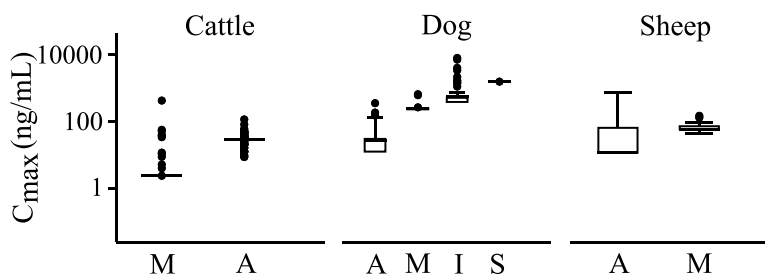 Cattle Dog Sheep
10000
100
1
Cmax (ng/mL)
M A A M I S A M